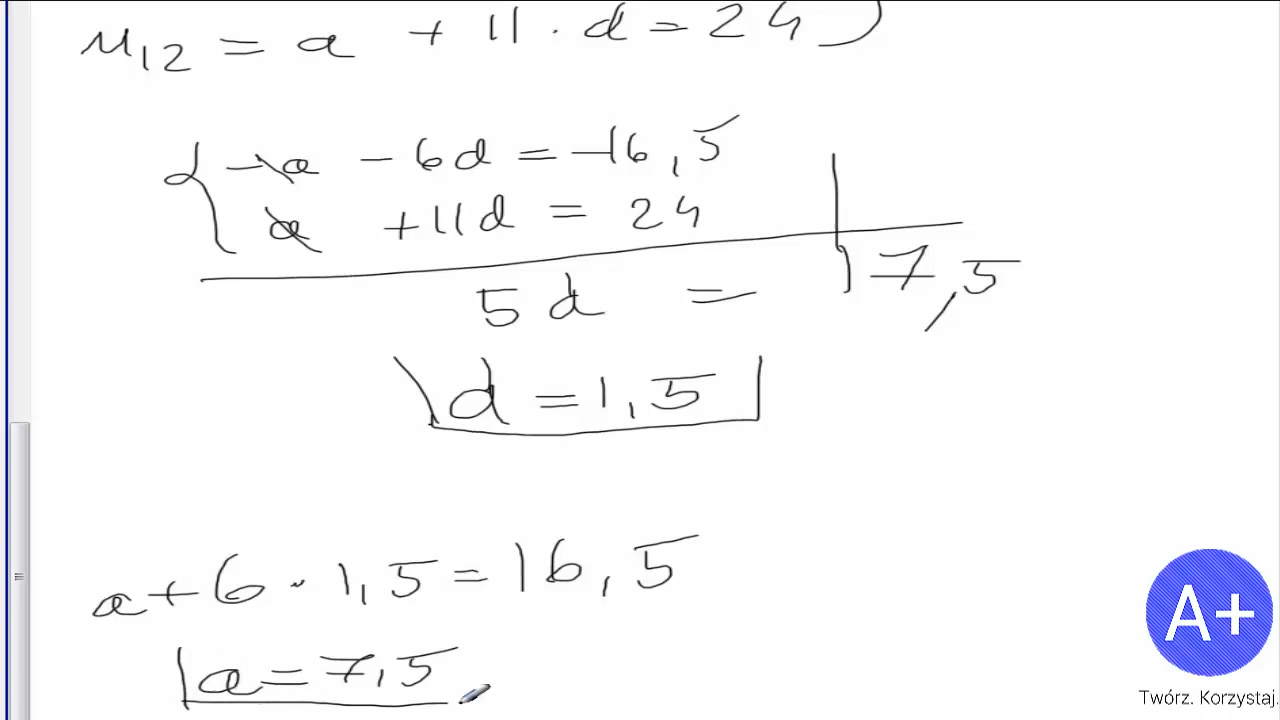 u12 = a + 11 · d = 24 )
{ -a - 6d = -16,5
a + 11d = 24
5d = 7,5
d = 1,5
a + 6 · 1,5 = 16,5
a = 7,5
A+
Twórz. Korzystaj.